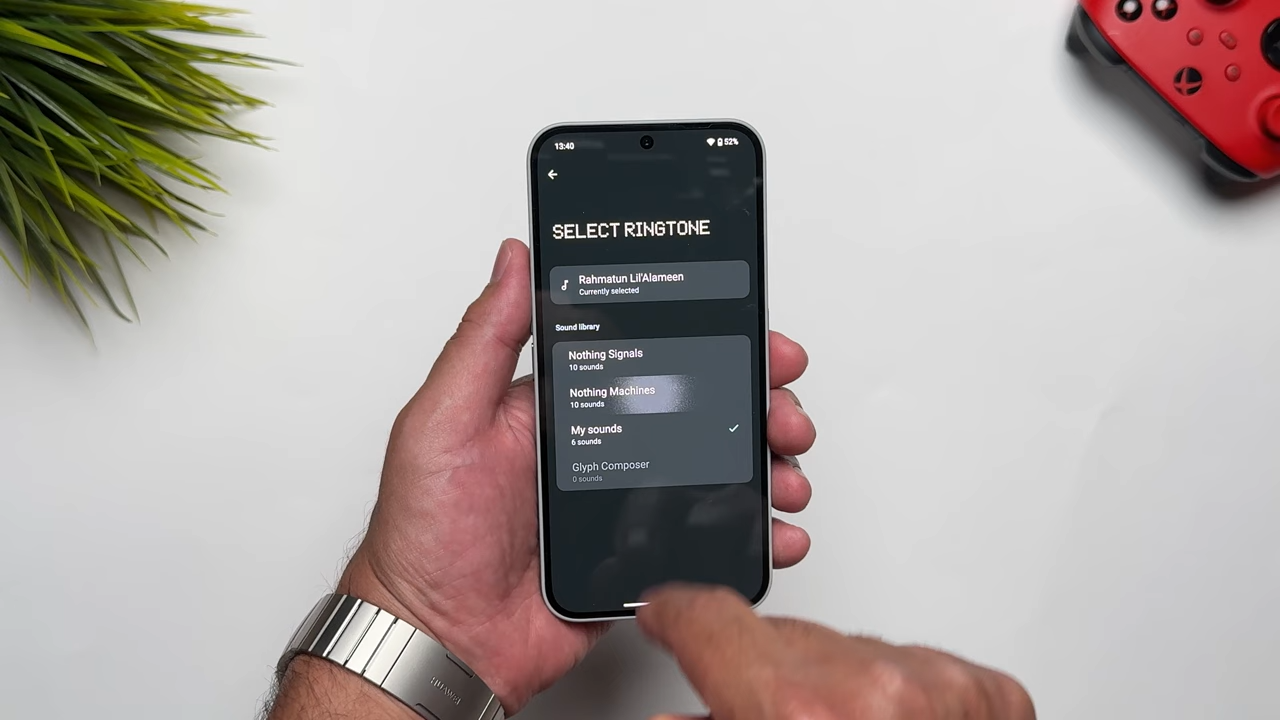 13:40
52%
SELECT RINGTONE
Rahmatun Lil'Alameen
Currently selected
Sound library
Nothing Signals
10 sounds
Nothing Machines
10 sounds
My sounds
6 sounds
Glyph Composer
0 sounds
HUAWEI